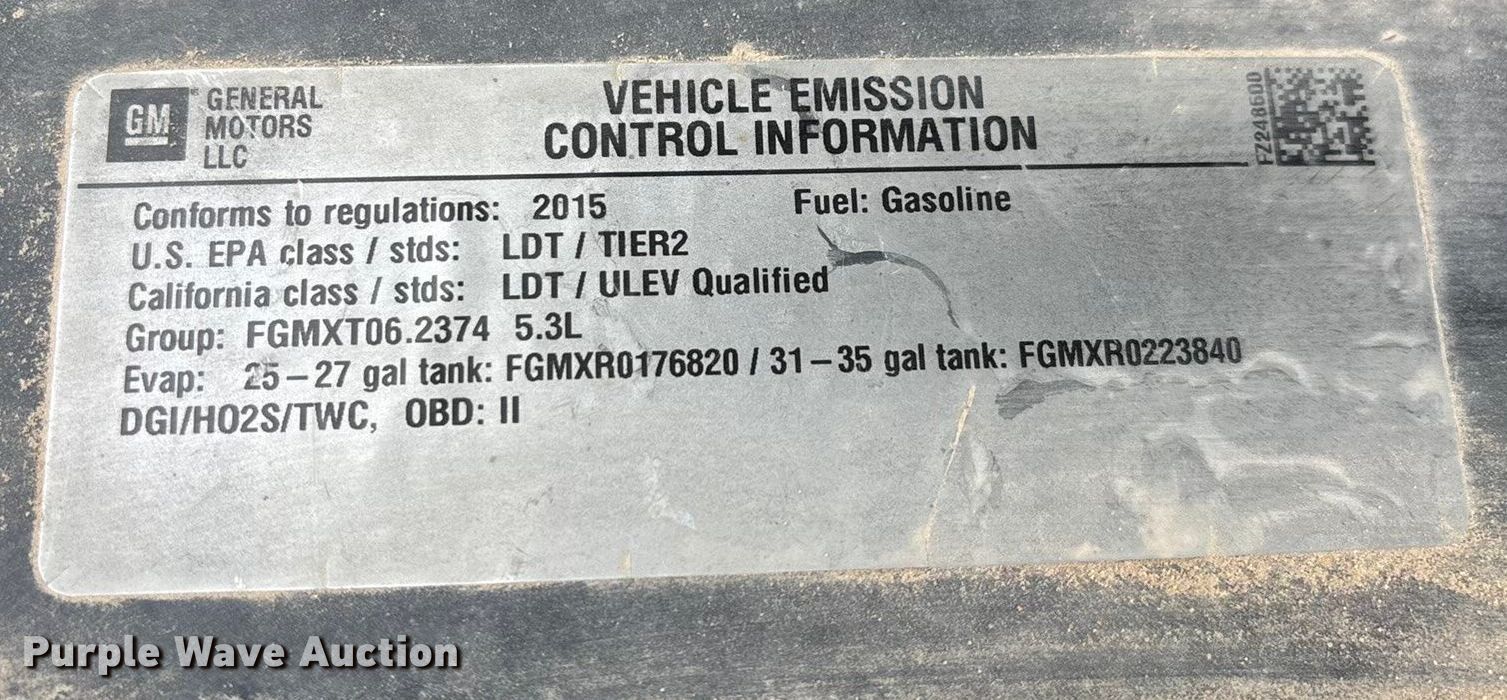 GM
GENERAL
MOTORS
LLC
VEHICLE EMISSION
CONTROL INFORMATION
FZ248600
Conforms to regulations: 2015 Fuel: Gasoline
U.S. EPA class / stds: LDT / TIER2
California class / stds: LDT / ULEV Qualified
Group: FGMXT06.2374 5.3L
Evap: 25–27 gal tank: FGMXR0176820 / 31–35 gal tank: FGMXR0223840
DGI/HO2S/TWC, OBD: II
Purple Wave Auction